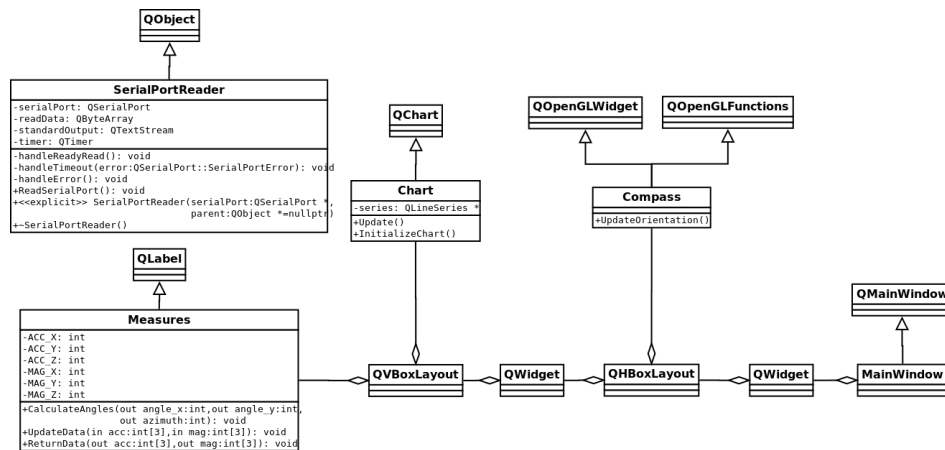 QObject
SerialPortReader
-serialPort: QSerialPort
-readData: QByteArray
-standardOutput: QTextStream
-timer: QTimer
-handleReadyRead(): void
-handleTimeout(error:QSerialPort::SerialPortError): void
-handleError(): void
+ReadSerialPort(): void
+<<explicit>> SerialPortReader(serialPort:QSerialPort *,
parent:QObject *=nullptr)
+~SerialPortReader()
QChart
Chart
-series: QLineSeries *
+Update()
+InitializeChart()
QOpenGLWidget
QOpenGLFunctions
Compass
+UpdateOrientation()
QLabel
Measures
-ACC_X: int
-ACC_Y: int
-ACC_Z: int
-MAG_X: int
-MAG_Y: int
-MAG_Z: int
+CalculateAngles(out angle_x:int,out angle_y:int,
out azimuth:int): void
+UpdateData(in acc:int[3],in mag:int[3]): void
+ReturnData(out acc:int[3],out mag:int[3]): void
QVBoxLayout
QWidget
QHBoxLayout
QWidget
QMainWindow
MainWindow